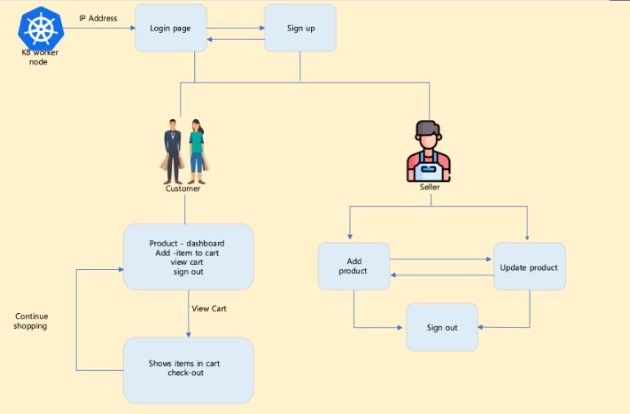 IP Address
Login page
Sign up
K8 worker
node
Customer
Seller
Product - dashboard
Add -item to cart
view cart
sign out
Add
product
Update product
View Cart
Continue
shopping
Sign out
Shows items in cart
check-out